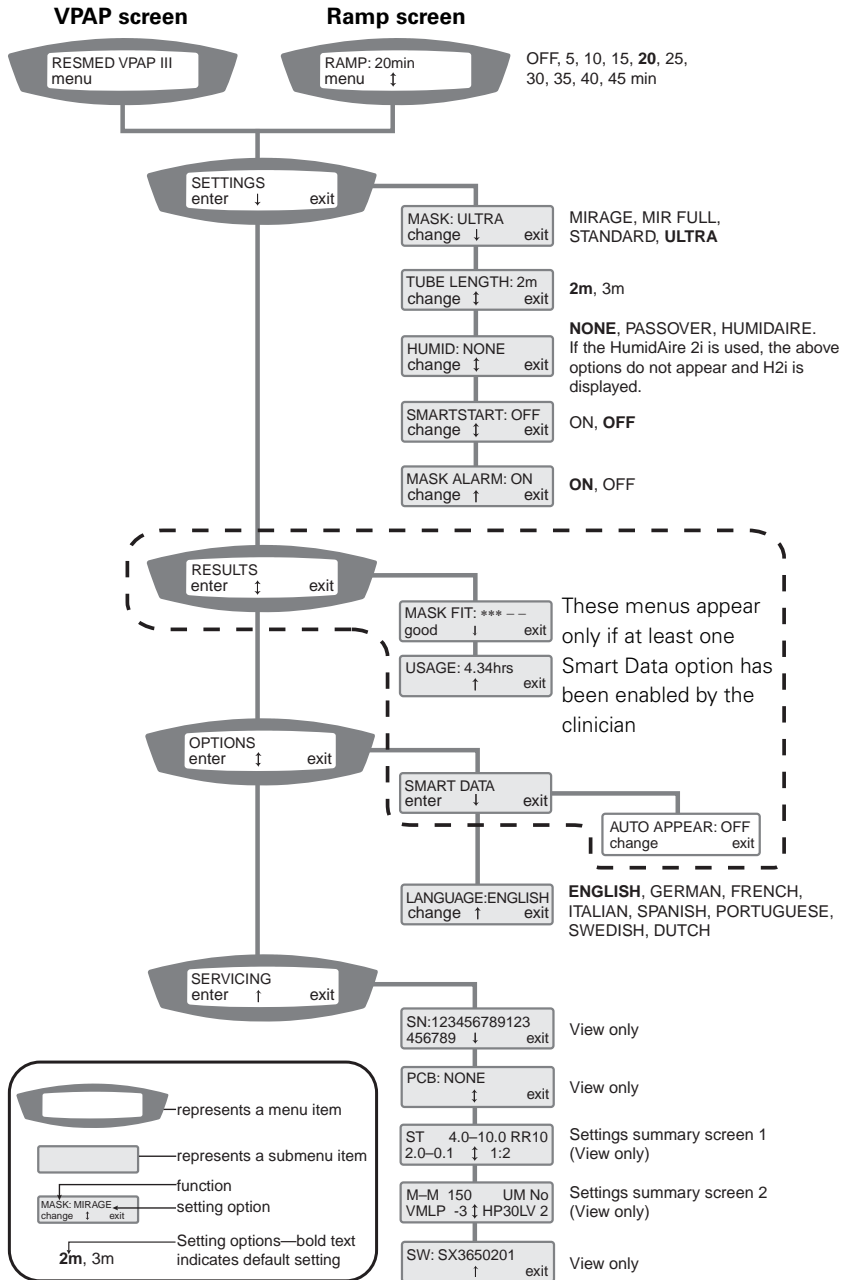 VPAP screen
Ramp screen
RESMED VPAP III
menu
RAMP: 20min
menu ↕
OFF, 5, 10, 15, 20, 25,
30, 35, 40, 45 min
SETTINGS
enter ↓ exit
MASK: ULTRA
change ↓ exit
MIRAGE, MIR FULL,
STANDARD, ULTRA
TUBE LENGTH: 2m
change ↕ exit
2m, 3m
HUMID: NONE
change ↕ exit
NONE, PASSOVER, HUMIDAIRE.
If the HumidAire 2i is used, the above
options do not appear and H2i is
displayed.
SMARTSTART: OFF
change ↕ exit
ON, OFF
MASK ALARM: ON
change ↑ exit
ON, OFF
RESULTS
enter ↕ exit
MASK FIT: *** – –
good ↓ exit
USAGE: 4.34hrs
↑ exit
These menus appear
only if at least one
Smart Data option has
been enabled by the
clinician
OPTIONS
enter ↕ exit
SMART DATA
enter ↓ exit
AUTO APPEAR: OFF
change exit
LANGUAGE:ENGLISH
change ↑ exit
ENGLISH, GERMAN, FRENCH,
ITALIAN, SPANISH, PORTUGUESE,
SWEDISH, DUTCH
SERVICING
enter ↑ exit
SN:123456789123
456789 ↓ exit
View only
PCB: NONE
↕ exit
View only
ST 4.0–10.0 RR10
2.0–0.1 ↕ 1:2
Settings summary screen 1
(View only)
M–M 150 UM No
VMLP -3 ↕ HP30LV 2
Settings summary screen 2
(View only)
SW: SX3650201
↑ exit
View only
represents a menu item
represents a submenu item
function
MASK: MIRAGE
change ↕ exit
setting option
2m, 3m
Setting options—bold text
indicates default setting